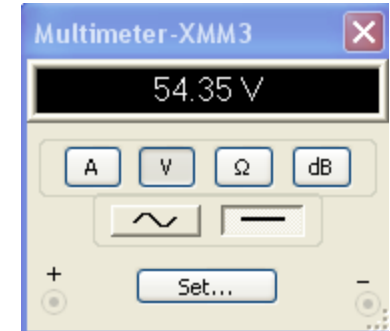 Multimeter-XMM3
54.35 V
A V Ω dB
+ −
Set...